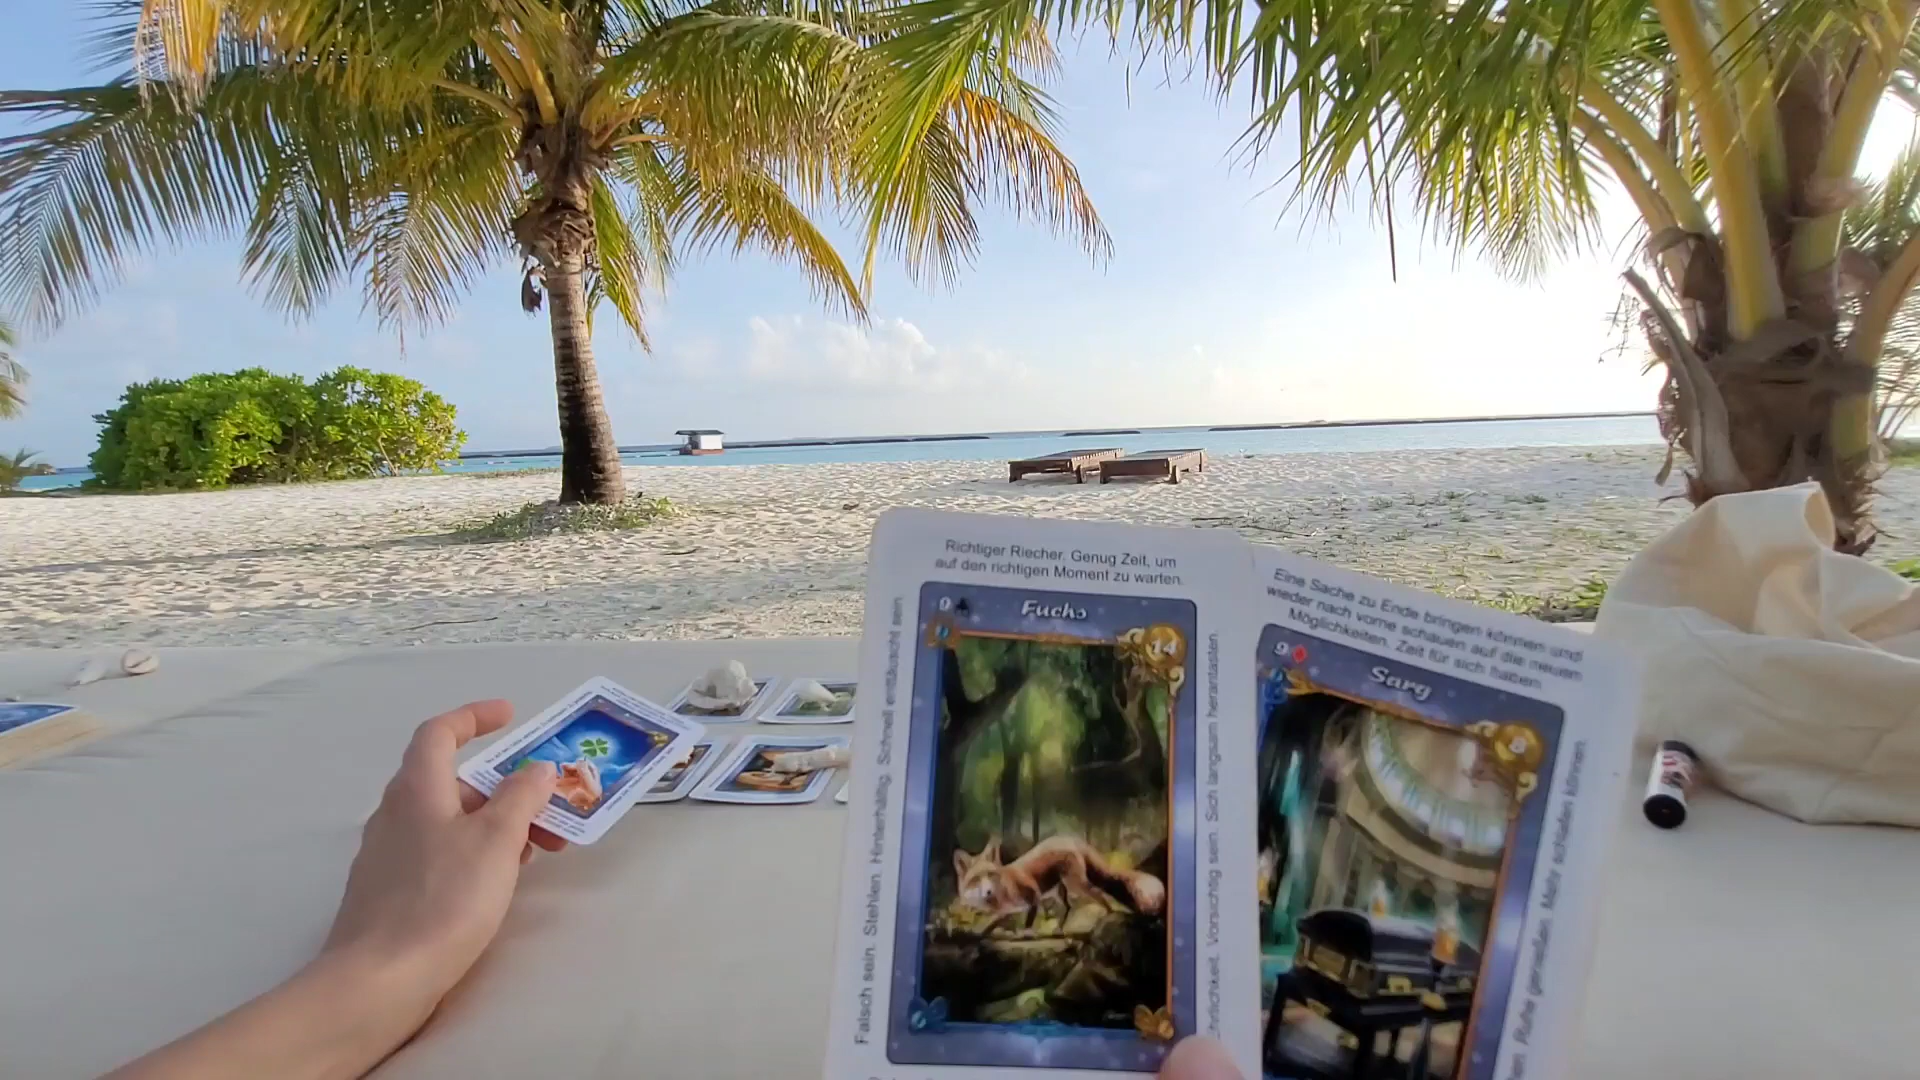 Richtiger Riecher. Genug Zeit, um
auf den richtigen Moment zu warten.
9
Fuchs
14
Falsch sein. Stehlen. Hinterhältig. Schnell enttäuscht sein.
Ehrlichkeit. Vorsichtig sein. Sich langsam herantasten.
Eine Sache zu Ende bringen können und
wieder nach vorne schauen auf die neuen
Möglichkeiten. Zeit für sich haben.
9
Sarg
8
Ruhe genießen. Mehr schlafen können.